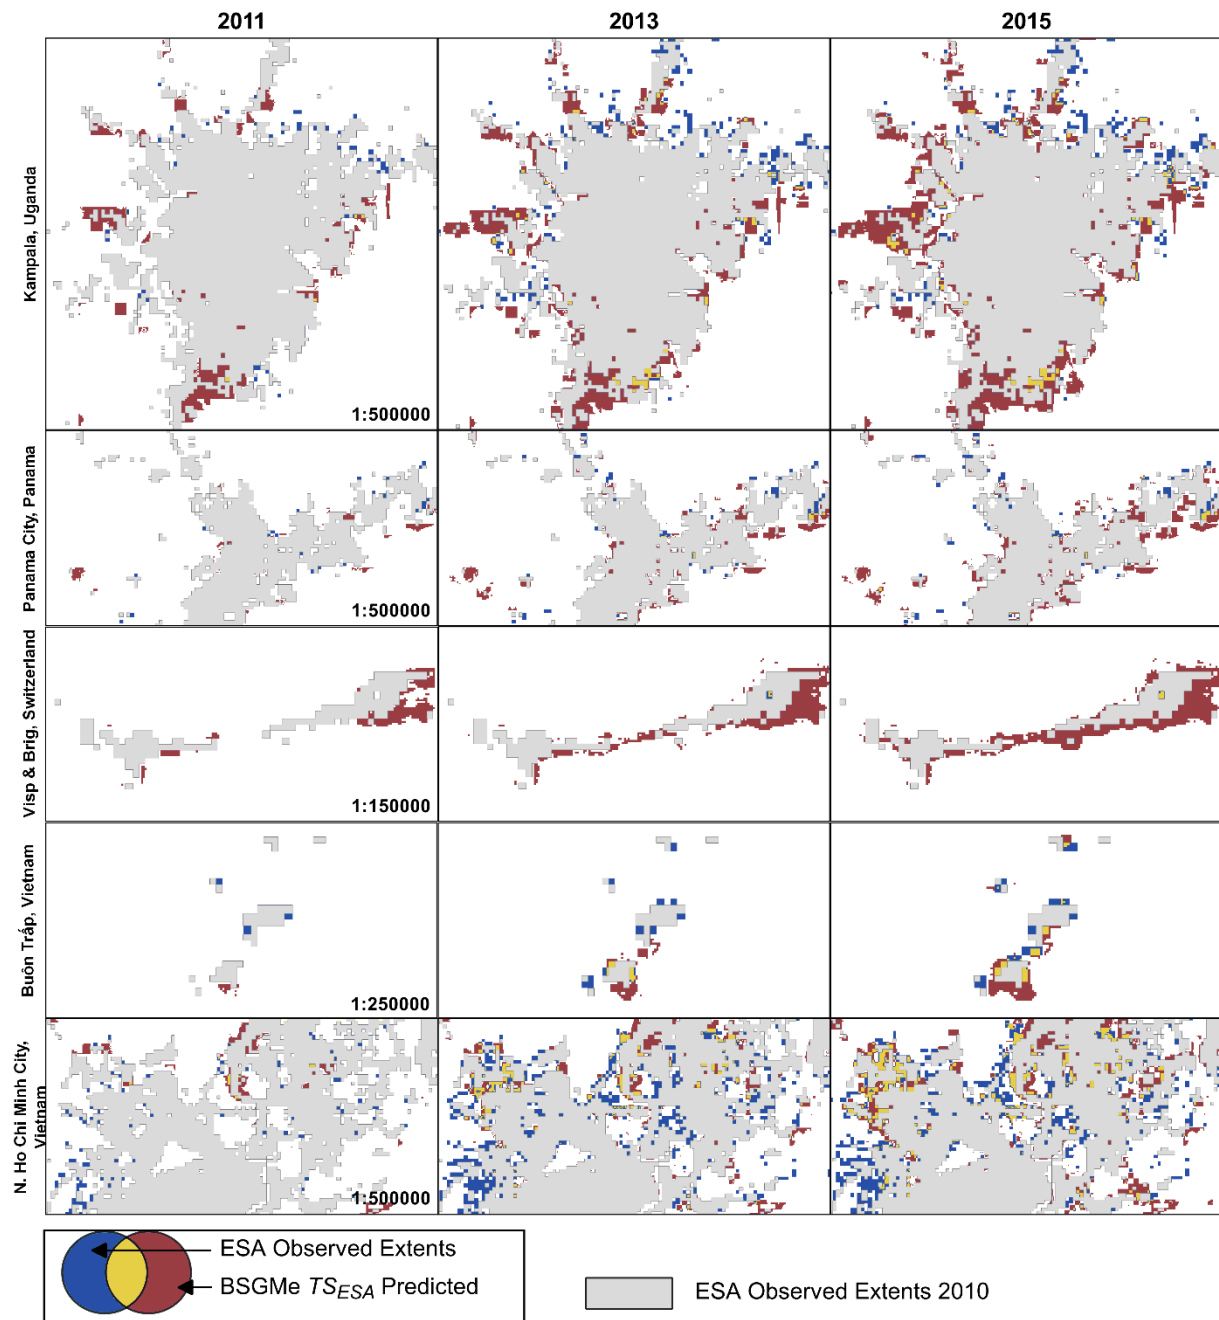 2011 2013 2015
Kampala, Uganda
1:500000
Panama City, Panama
1:500000
Visp & Brig, Switzerland
1:150000
Buôn Trấp, Vietnam
1:250000
N. Ho Chi Minh City,
Vietnam
1:500000
ESA Observed Extents
BSGMe TS_ESA Predicted
ESA Observed Extents 2010